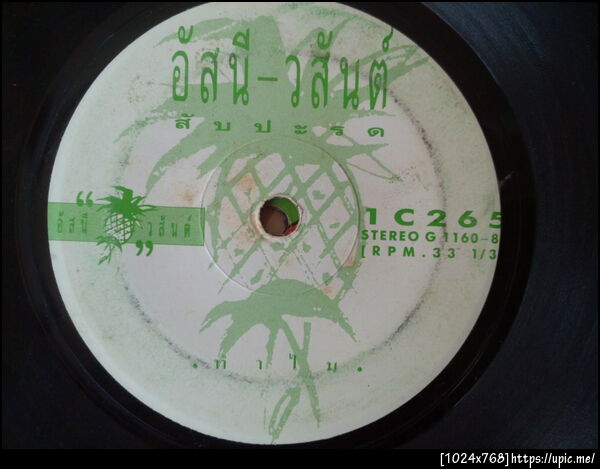 อัสนี - วสันต์
สับปะรด
“ อัสนี วสันต์ ”
1C265
STEREO G 1160-8
[RPM.33 1/3
• ทำไม •
[1024x768]https://upic.me/